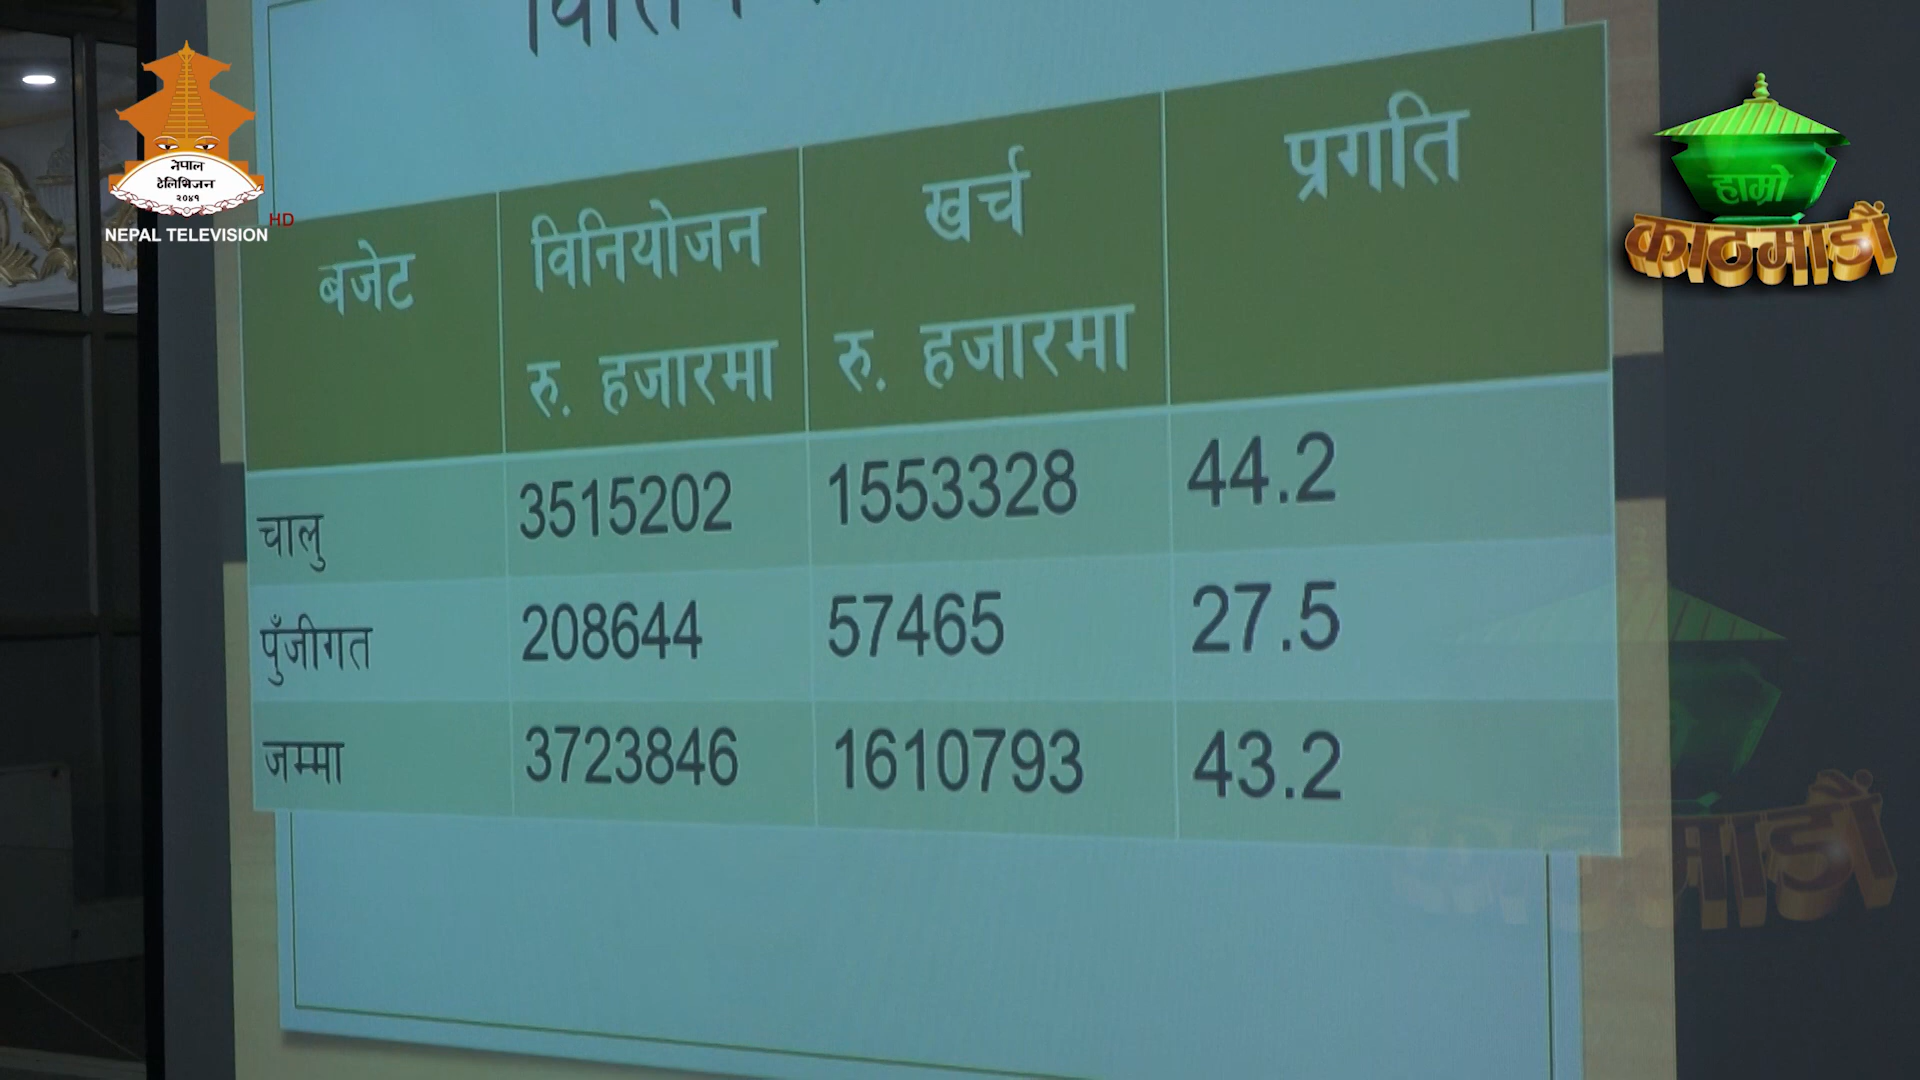 नेपाल
टेलिभिजन
२०४१
HD
NEPAL TELEVISION
हाम्रो
काठमाडौं
बजेट विनियोजन रु. हजारमा खर्च रु. हजारमा प्रगति
चालु 3515202 1553328 44.2
पुँजीगत 208644 57465 27.5
जम्मा 3723846 1610793 43.2